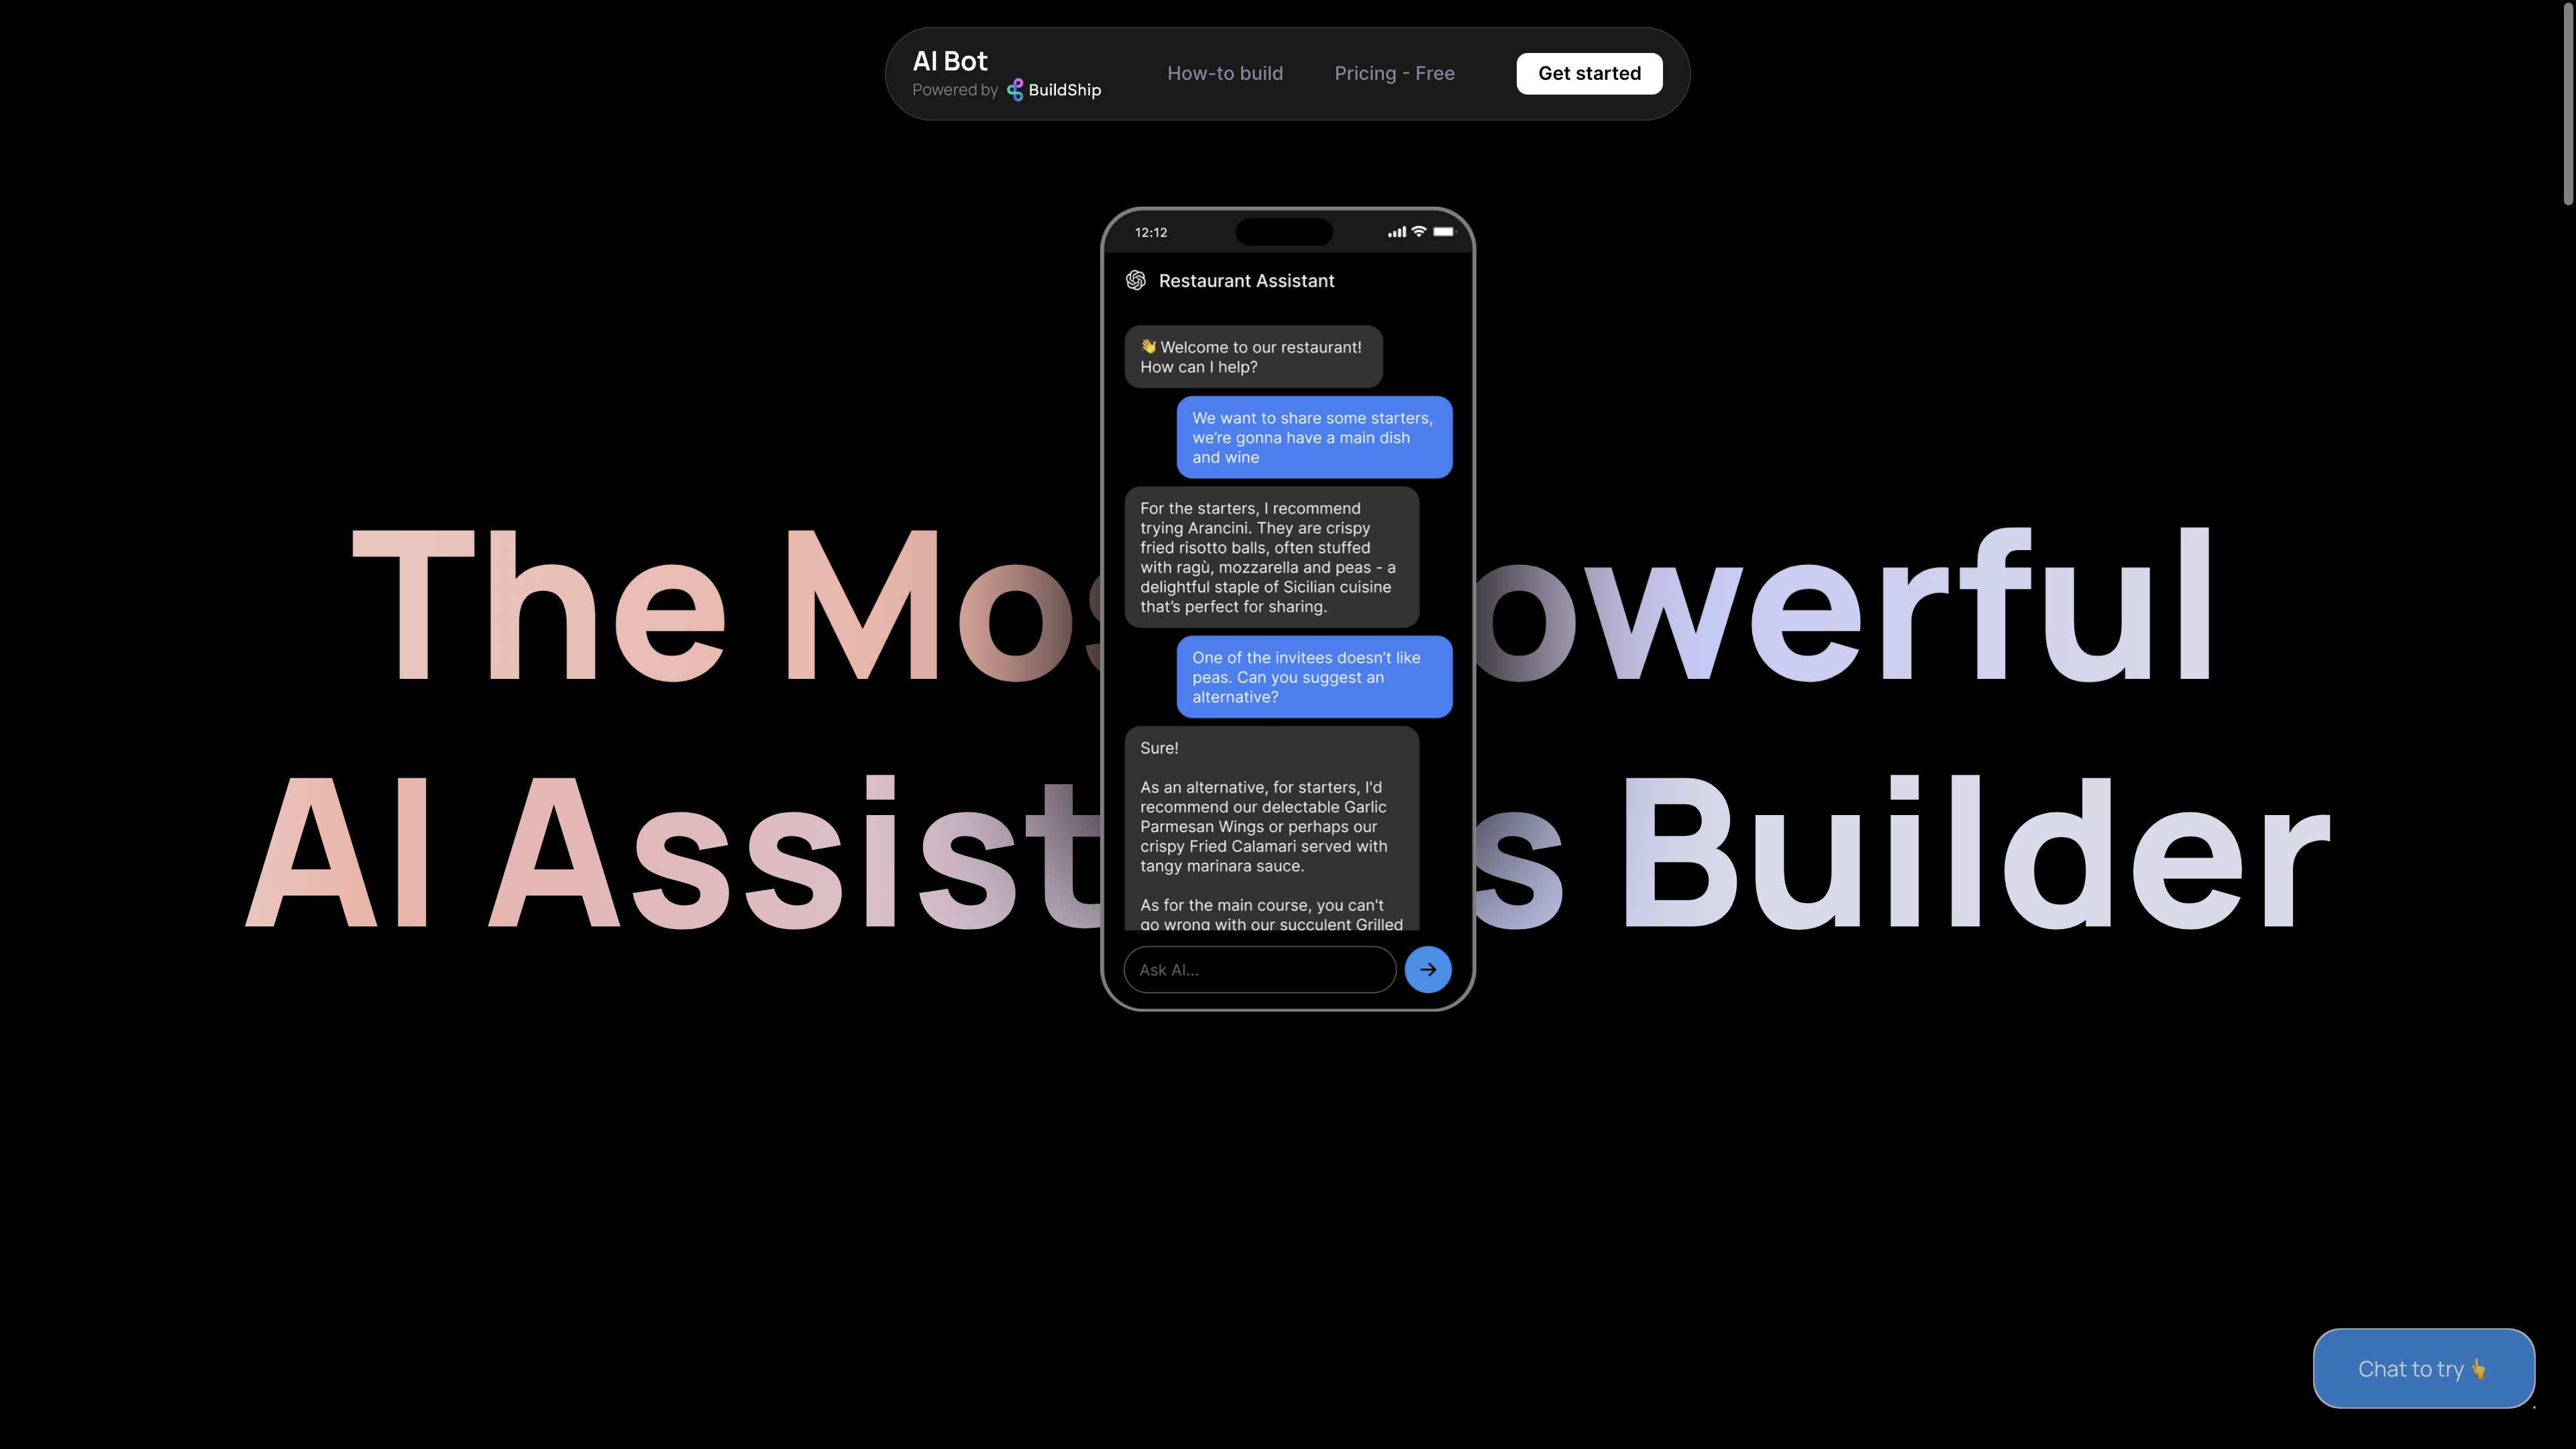 AI Bot
Powered by BuildShip
How-to build
Pricing - Free
Get started
12:12
Restaurant Assistant
👋 Welcome to our restaurant!
How can I help?
We want to share some starters,
we’re gonna have a main dish
and wine
For the starters, I recommend
trying Arancini. They are crispy
fried risotto balls, often stuffed
with ragù, mozzarella and peas - a
delightful staple of Sicilian cuisine
that’s perfect for sharing.
One of the invitees doesn’t like
peas. Can you suggest an
alternative?
Sure!
As an alternative, for starters, I'd
recommend our delectable Garlic
Parmesan Wings or perhaps our
crispy Fried Calamari served with
tangy marinara sauce.
As for the main course, you can't
go wrong with our succulent Grilled
Ask AI...
The Mos owerful
AI Assist s Builder
Chat to try 👆